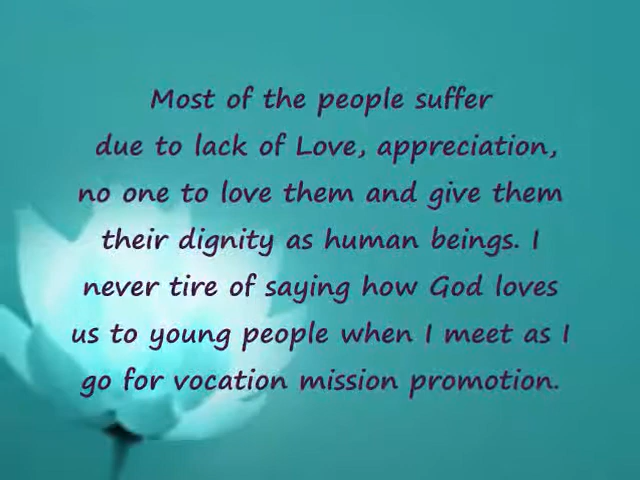 Most of the people suffer
due to lack of Love, appreciation,
no one to love them and give them
their dignity as human beings. I
never tire of saying how God loves
us to young people when I meet as I
go for vocation mission promotion.